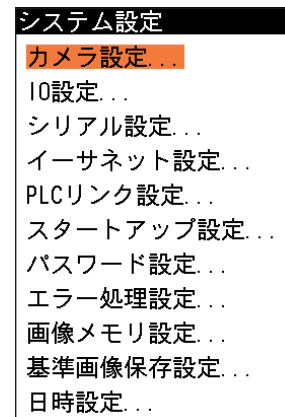 システム設定
カメラ設定...
IO設定...
シリアル設定...
イーサネット設定...
PLCリンク設定...
スタートアップ設定...
パスワード設定...
エラー処理設定...
画像メモリ設定...
基準画像保存設定...
日時設定...